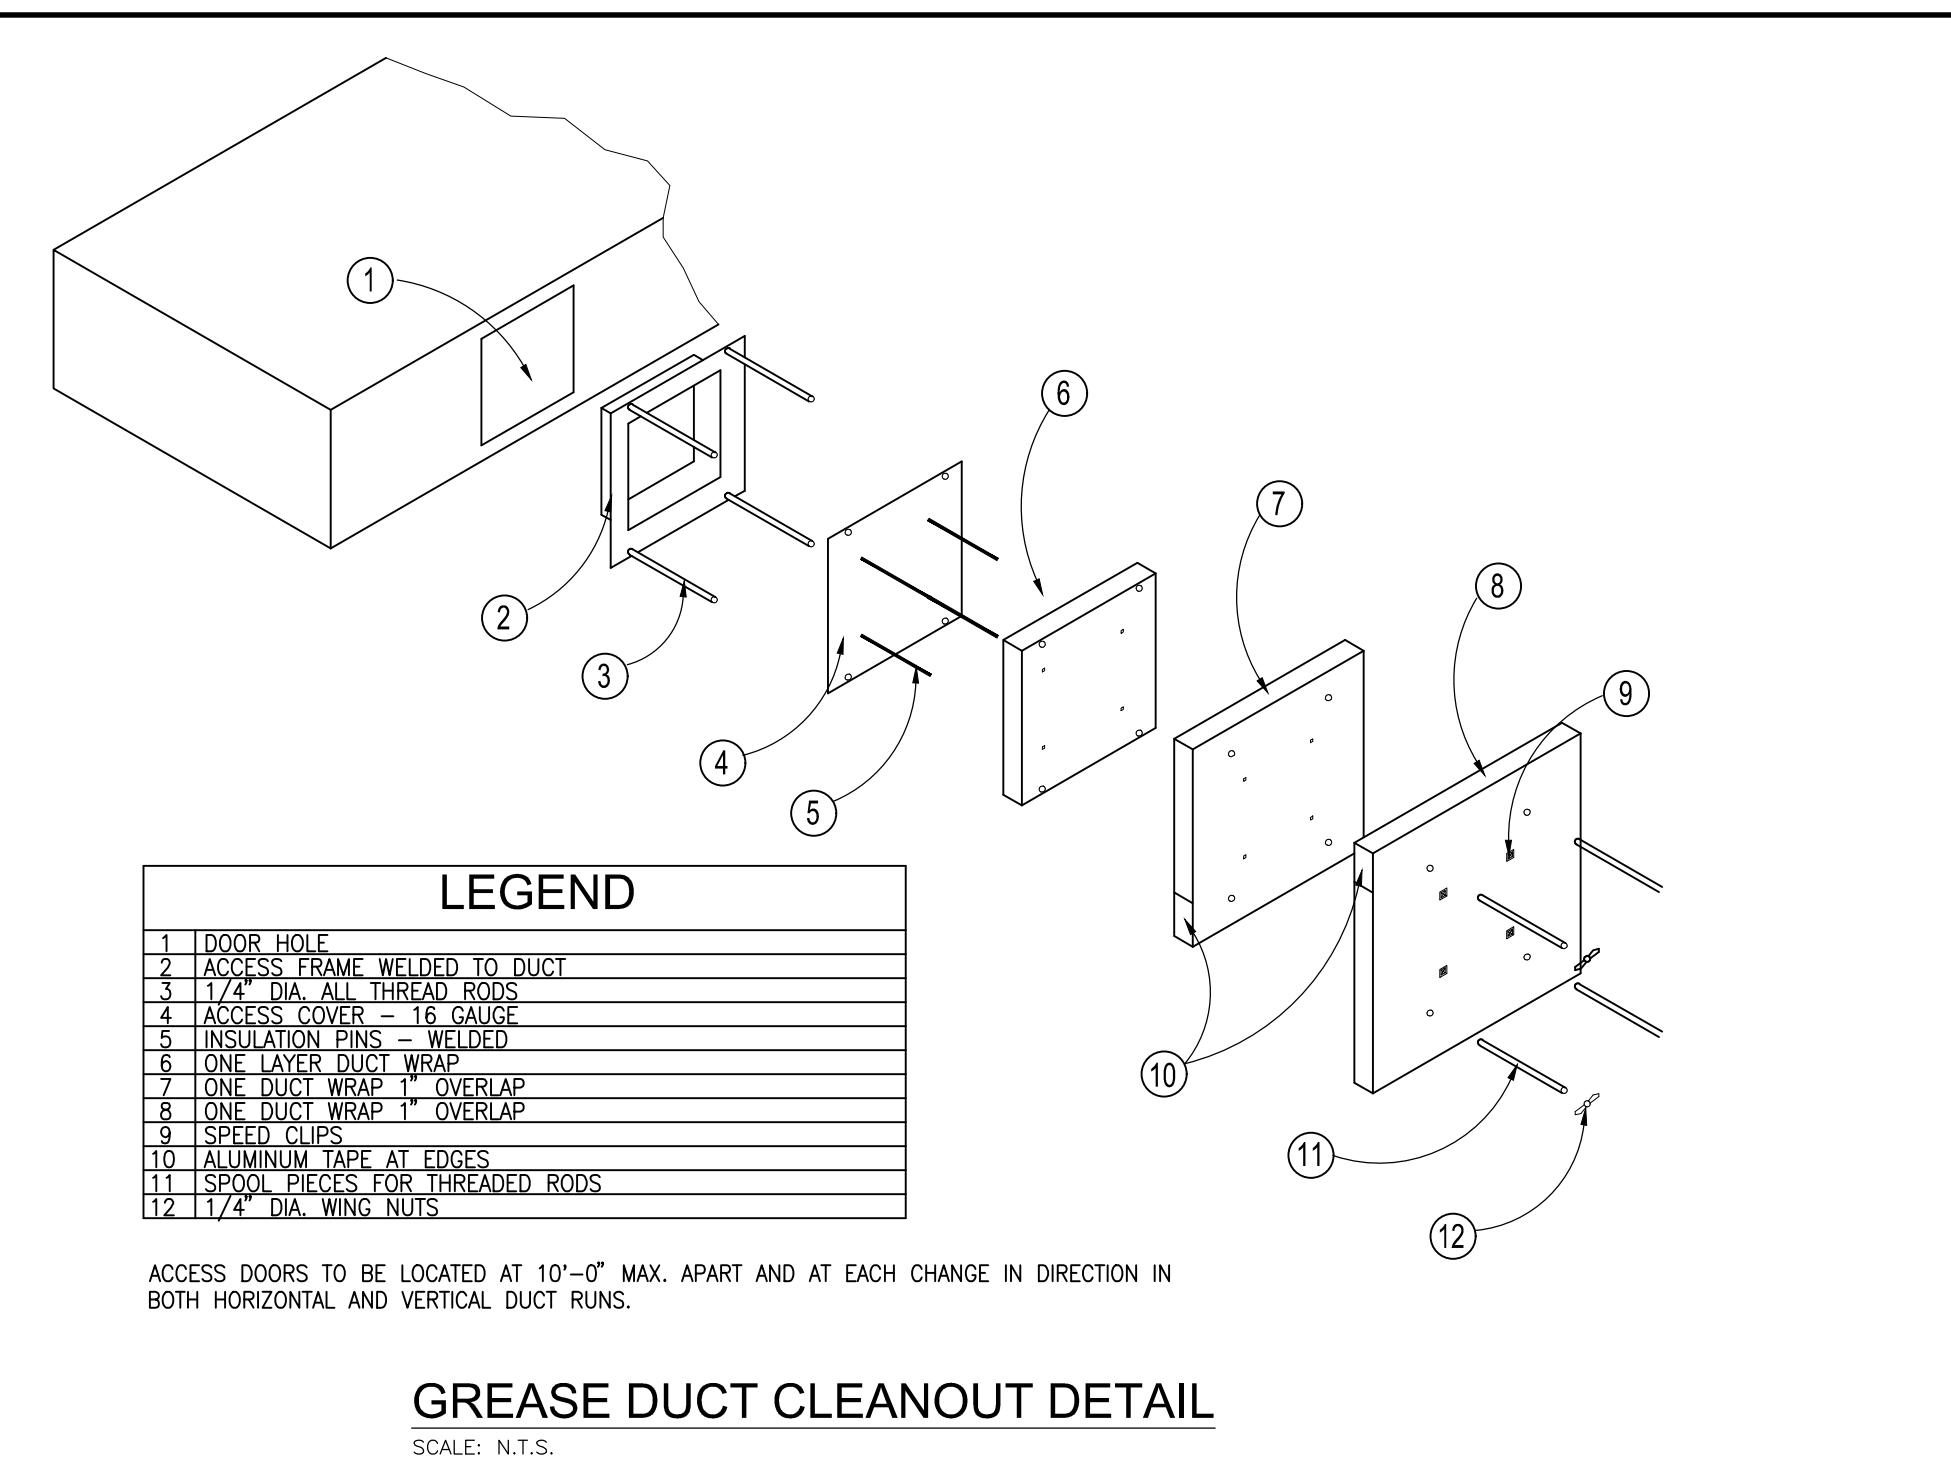 1
2
3
4
5
6
7
8
9
10
11
12
LEGEND
1 DOOR HOLE
2 ACCESS FRAME WELDED TO DUCT
3 1/4" DIA. ALL THREAD RODS
4 ACCESS COVER – 16 GAUGE
5 INSULATION PINS – WELDED
6 ONE LAYER DUCT WRAP
7 ONE DUCT WRAP 1" OVERLAP
8 ONE DUCT WRAP 1" OVERLAP
9 SPEED CLIPS
10 ALUMINUM TAPE AT EDGES
11 SPOOL PIECES FOR THREADED RODS
12 1/4" DIA. WING NUTS
ACCESS DOORS TO BE LOCATED AT 10'–0" MAX. APART AND AT EACH CHANGE IN DIRECTION IN
BOTH HORIZONTAL AND VERTICAL DUCT RUNS.
GREASE DUCT CLEANOUT DETAIL
SCALE: N.T.S.